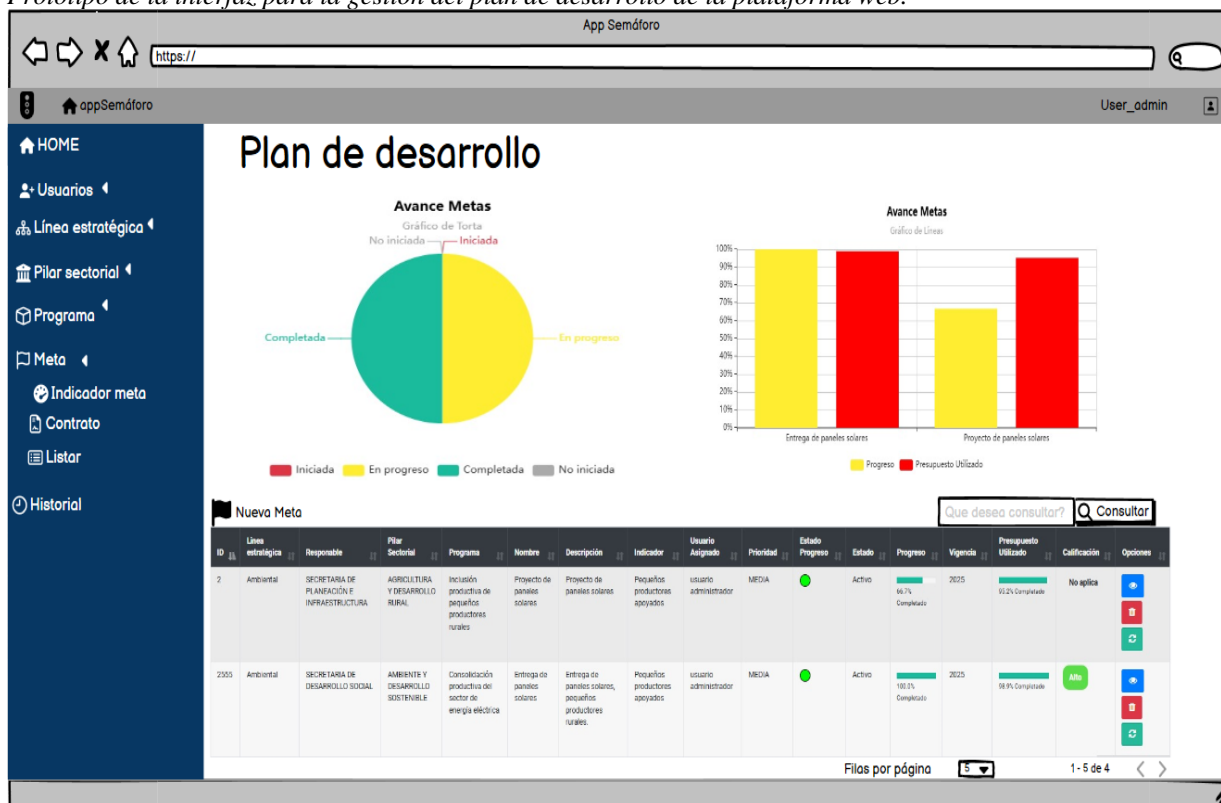 Prototipo de la interfaz para la gestión del plan de desarrollo de la plataforma web.
App Semáforo
https://
appSemáforo
User_admin
HOME
Usuarios
Línea estratégica
Pilar sectorial
Programa
Meta
Indicador meta
Contrato
Listar
Historial
Plan de desarrollo
Avance Metas
Gráfico de Torta
No iniciada
Iniciada
Completada
En progreso
Iniciada En progreso Completada No iniciada
Avance Metas
Gráfico de Líneas
100%
90%
80%
70%
60%
50%
40%
30%
20%
10%
0%
Entrega de paneles solares
Proyecto de paneles solares
Progreso Presupuesto Utilizado
Nueva Meta
Que desea consultar?
Consultar
ID
Línea
estratégica
Responable
Pilar
Sectorial
Programa
Nombre
Descripción
Indicador
Usuario
Asignado
Prioridad
Estado
Progreso
Estado
Progreso
Vigencia
Presupuesto
Utilizado
Calificación
Opciones
2
Ambiental
SECRETARIA DE
PLANEACIÓN E
INFRAESTRUCTURA
AGRICULTURA
Y DESARROLLO
RURAL
Inclusión
productiva de
pequeños
productores
rurales
Proyecto de
paneles
solares
Proyecto de
paneles solares
Pequeños
productores
apoyados
usuario
administrador
MEDIA
Activo
66.7%
Completado
2025
Completado
No aplica
2555
Ambiental
SECRETARIA DE
DESARROLLO SOCIAL
AMBIENTE Y
DESARROLLO
SOSTENIBLE
Consolidación
productiva del
sector de
energía eléctrica
Entrega de
paneles
solares
Entrega de
paneles solares,
pequeños
productores
rurales.
Pequeños
productores
apoyados
usuario
administrador
MEDIA
Activo
100.0%
Completado
2025
98.9% Completado
Alto
Filas por página
5
1 - 5 de 4